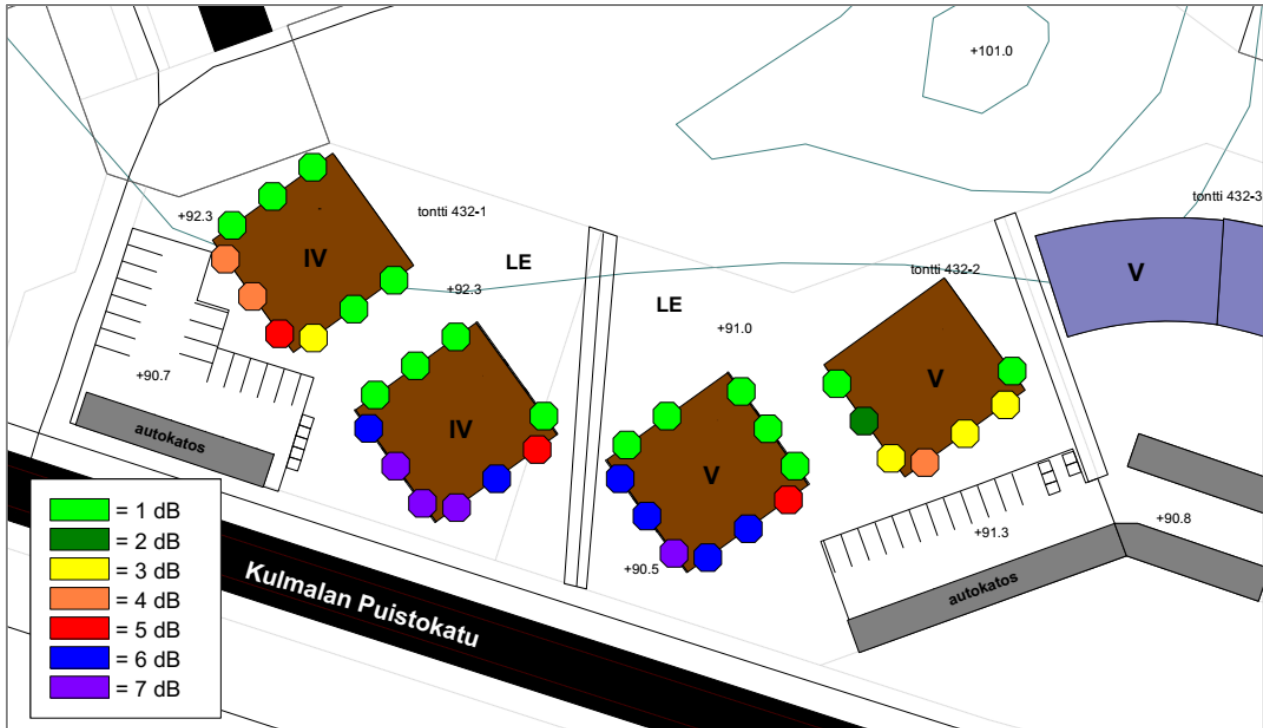 +101.0
tontti 432-3
+92.3
tontti 432-1
IV
LE
V
tontti 432-2
+92.3
LE
+91.0
+90.7
V
autokatos
IV
V
+90.8
+91.3
+90.5
autokatos
Kulmalan Puistokatu
= 1 dB
= 2 dB
= 3 dB
= 4 dB
= 5 dB
= 6 dB
= 7 dB